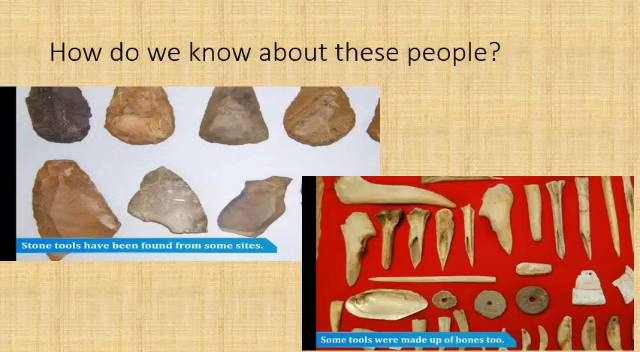 How do we know about these people?
Stone tools have been found from some sites.
Some tools were made up of bones too.